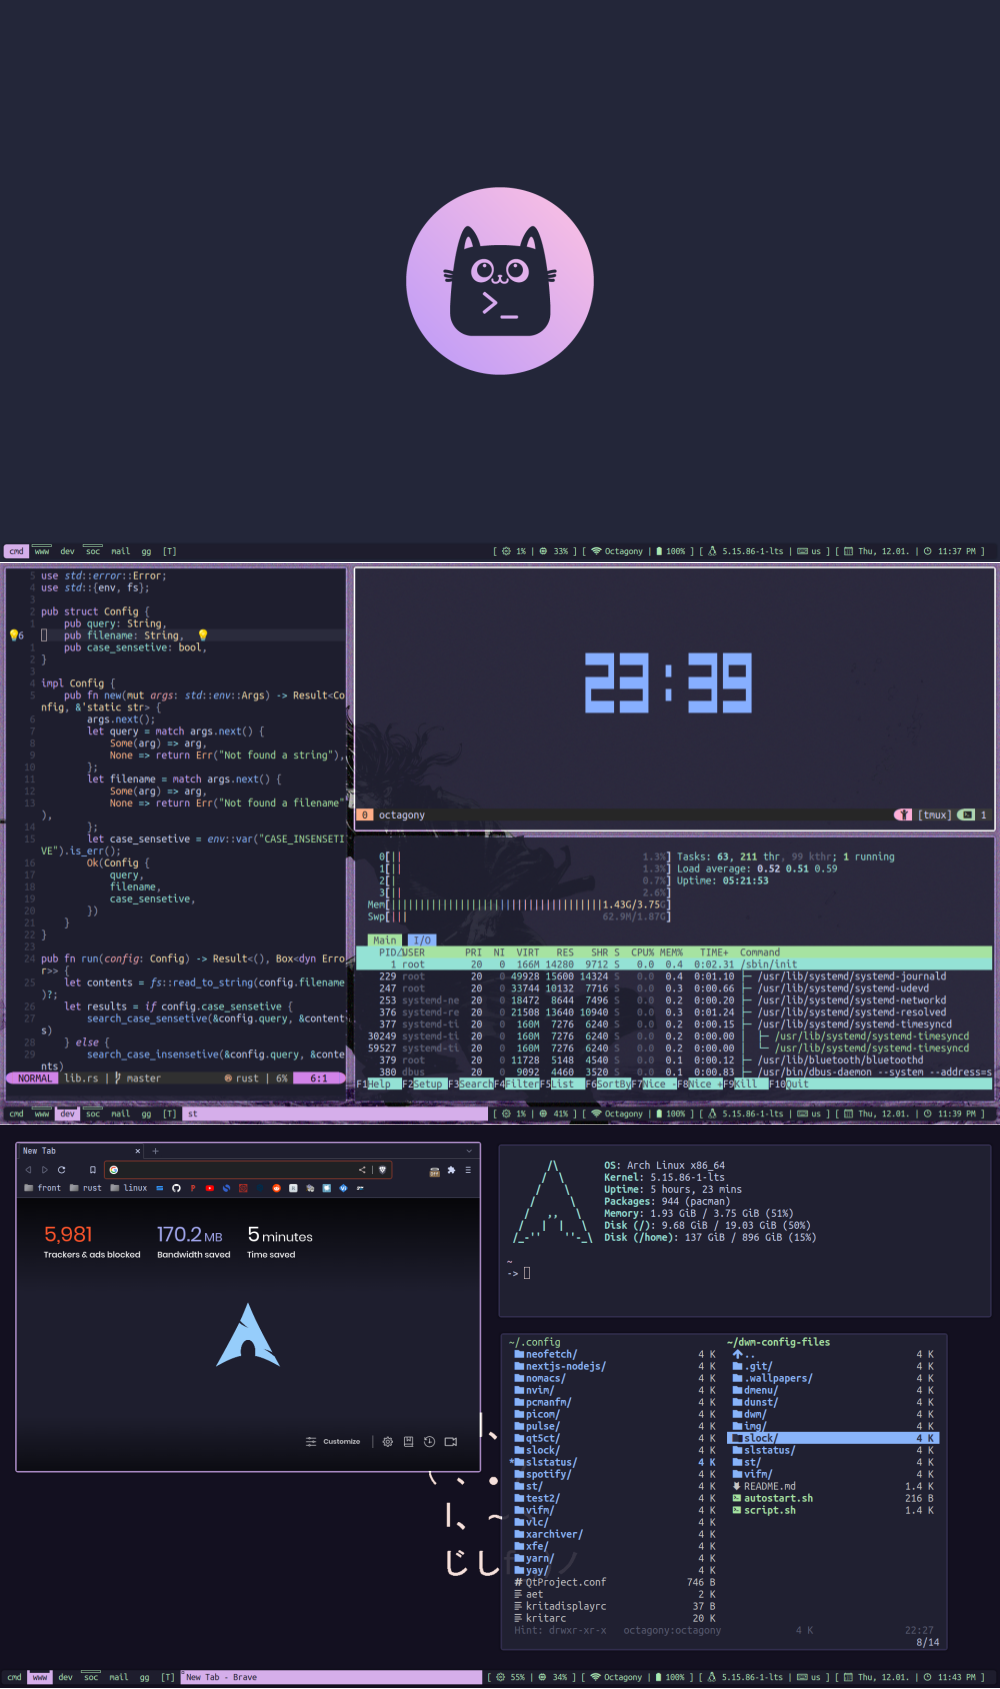 >_
cmd www dev soc mail gg [T] [ 1% | 33% ] [ Octagony | 100% ] [ 5.15.86-1-lts | us ] [ Thu, 12.01. | 11:37 PM ]
5 use std::error::Error;
4 use std::{env, fs};
3
2 pub struct Config {
1 pub query: String,
6 pub filename: String,
1 pub case_sensetive: bool,
2 }
3
4 impl Config {
5 pub fn new(mut args: std::env::Args) -> Result<Co
nfig, &'static str> {
6 args.next();
7 let query = match args.next() {
8 Some(arg) => arg,
9 None => return Err("Not found a string"),
10 };
11 let filename = match args.next() {
12 Some(arg) => arg,
13 None => return Err("Not found a filename"
),
14 };
15 let case_sensetive = env::var("CASE_INSENSETI
VE").is_err();
16 Ok(Config {
17 query,
18 filename,
19 case_sensetive,
20 })
21 }
22 }
23
24 pub fn run(config: Config) -> Result<(), Box<dyn Erro
r>> {
25 let contents = fs::read_to_string(config.filename
)?;
26 let results = if config.case_sensetive {
27 search_case_sensetive(&config.query, &content
s)
28 } else {
29 search_case_insensetive(&config.query, &conte
nts)
NORMAL lib.rs | master rust | 6% 6:1
23:39
0 octagony [tmux] 1
0[|| 1.3%] Tasks: 63, 211 thr, 99 kthr; 1 running
1[|| 1.3%] Load average: 0.52 0.51 0.59
2[| 0.7%] Uptime: 05:21:53
3[|| 2.6%]
Mem[ 1.43G/3.75G]
Swp[||| 62.9M/1.87G]
Main I/O
PID△USER PRI NI VIRT RES SHR S CPU% MEM% TIME+ Command
1 root 20 0 166M 14280 9712 S 0.0 0.4 0:02.31 /sbin/init
229 root 20 0 49928 15600 14324 S 0.0 0.4 0:01.10 ├─ /usr/lib/systemd/systemd-journald
247 root 20 0 33744 10132 7716 S 0.0 0.3 0:00.66 ├─ /usr/lib/systemd/systemd-udevd
253 systemd-ne 20 0 18472 8644 7496 S 0.0 0.2 0:00.20 ├─ /usr/lib/systemd/systemd-networkd
376 systemd-re 20 0 21508 13640 10940 S 0.0 0.3 0:01.24 ├─ /usr/lib/systemd/systemd-resolved
377 systemd-ti 20 0 160M 7276 6240 S 0.0 0.2 0:00.15 ├─ /usr/lib/systemd/systemd-timesyncd
30249 systemd-ti 20 0 160M 7276 6240 S 0.0 0.2 0:00.00 │ ├─ /usr/lib/systemd/systemd-timesyncd
59527 systemd-ti 20 0 160M 7276 6240 S 0.0 0.2 0:00.00 │ └─ /usr/lib/systemd/systemd-timesyncd
379 root 20 0 11728 5148 4540 S 0.0 0.1 0:00.12 ├─ /usr/lib/bluetooth/bluetoothd
380 dbus 20 0 9092 4460 3520 S 0.0 0.1 0:00.83 ├─ /usr/bin/dbus-daemon --system --address=s
F1Help F2Setup F3SearchF4FilterF5List F6SortByF7Nice -F8Nice +F9Kill F10Quit
cmd www dev soc mail gg [T] st [ 1% | 41% ] [ Octagony | 100% ] [ 5.15.86-1-lts | us ] [ Thu, 12.01. | 11:39 PM ]
New Tab
front rust linux
5,981 170.2 MB 5 minutes
Trackers & ads blocked Bandwidth saved Time saved
Customize
OS: Arch Linux x86_64
Kernel: 5.15.86-1-lts
Uptime: 5 hours, 23 mins
Packages: 944 (pacman)
Memory: 1.93 GiB / 3.75 GiB (51%)
Disk (/): 9.68 GiB / 19.03 GiB (50%)
Disk (/home): 137 GiB / 896 GiB (15%)
~
->
~/.config ~/dwm-config-files
neofetch/ 4 K .. 4 K
nextjs-nodejs/ 4 K .git/ 4 K
nomacs/ 4 K .wallpapers/ 4 K
nvim/ 4 K dmenu/ 4 K
pcmanfm/ 4 K dunst/ 4 K
picom/ 4 K dwm/ 4 K
pulse/ 4 K img/ 4 K
qt5ct/ 4 K slock/ 4 K
slock/ 4 K slstatus/ 4 K
*slstatus/ 4 K st/ 4 K
spotify/ 4 K vifm/ 4 K
st/ 4 K README.md 1.4 K
test2/ 4 K autostart.sh 216 B
vifm/ 4 K script.sh 1.4 K
vlc/ 4 K
xarchiver/ 4 K
xfe/ 4 K
yarn/ 4 K
yay/ 4 K
QtProject.conf 746 B
aet 2 K
kritadisplayrc 37 B
kritarc 20 K
Hint: drwxr-xr-x octagony:octagony 4 K 22:27
8/14
l、~
じし
cmd www dev soc mail gg [T] New Tab - Brave [ 55% | 34% ] [ Octagony | 100% ] [ 5.15.86-1-lts | us ] [ Thu, 12.01. | 11:43 PM ]